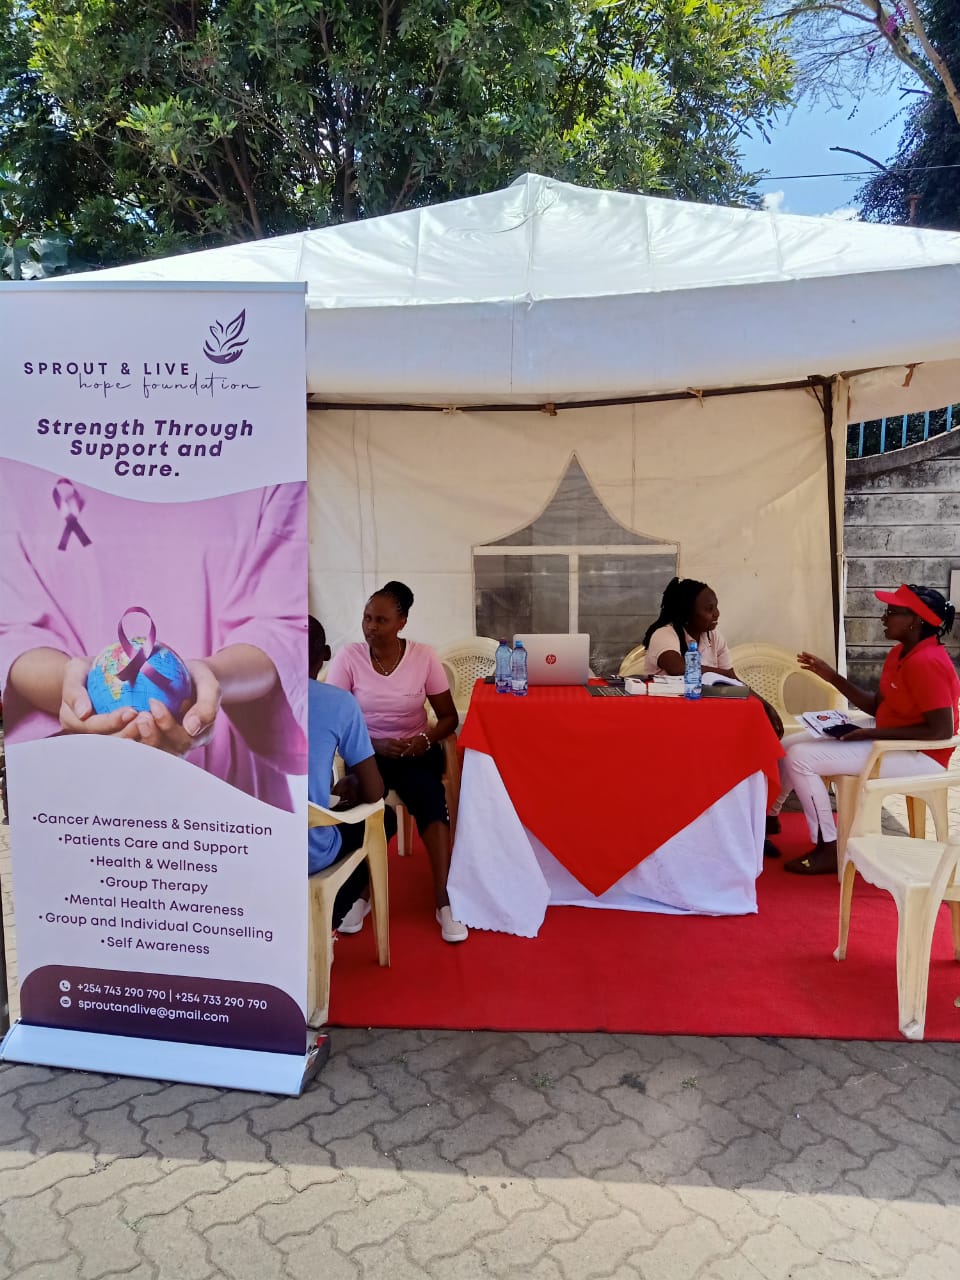 SPROUT & LIVE
hope foundation
Strength Through
Support and
Care.
•Cancer Awareness & Sensitization
•Patients Care and Support
•Health & Wellness
•Group Therapy
•Mental Health Awareness
•Group and Individual Counselling
•Self Awareness
+254 743 290 790 | +254 733 290 790
sproutandlive@gmail.com
hp